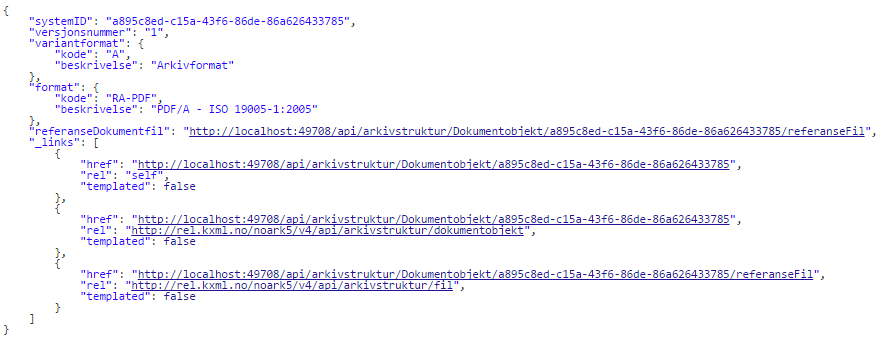 {
    "systemID": "a895c8ed-c15a-43f6-86de-86a626433785",
    "versjonsnummer": "1",
    "variantformat": {
        "kode": "A",
        "beskrivelse": "Arkivformat"
    },
    "format": {
        "kode": "RA-PDF",
        "beskrivelse": "PDF/A - ISO 19005-1:2005"
    },
    "referanseDokumentfil": "http://localhost:49708/api/arkivstruktur/Dokumentobjekt/a895c8ed-c15a-43f6-86de-86a626433785/referanseFil",
    "_links": [
        {
            "href": "http://localhost:49708/api/arkivstruktur/Dokumentobjekt/a895c8ed-c15a-43f6-86de-86a626433785",
            "rel": "self",
            "templated": false
        },
        {
            "href": "http://localhost:49708/api/arkivstruktur/Dokumentobjekt/a895c8ed-c15a-43f6-86de-86a626433785",
            "rel": "http://rel.kxml.no/noark5/v4/api/arkivstruktur/dokumentobjekt",
            "templated": false
        },
        {
            "href": "http://localhost:49708/api/arkivstruktur/Dokumentobjekt/a895c8ed-c15a-43f6-86de-86a626433785/referanseFil",
            "rel": "http://rel.kxml.no/noark5/v4/api/arkivstruktur/fil",
            "templated": false
        }
    ]
}